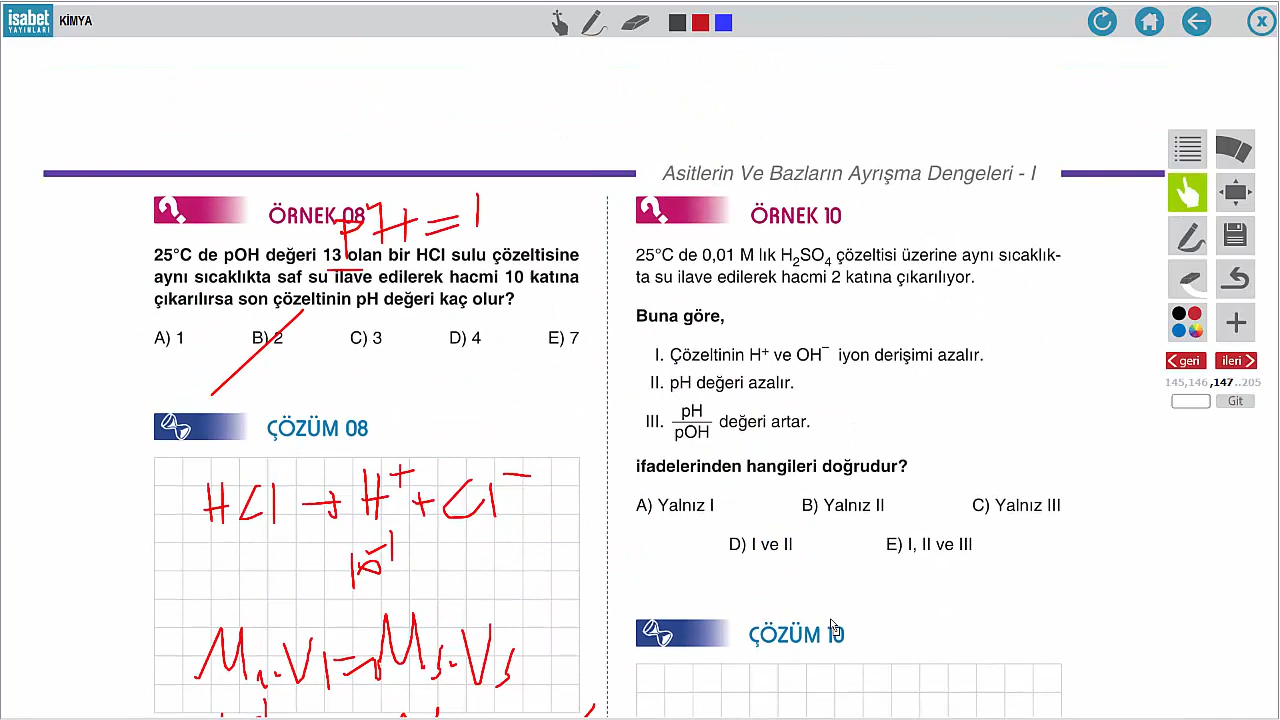 isabet
YAYINLARI
KİMYA
Asitlerin Ve Bazların Ayrışma Dengeleri - I
ÖRNEK 08
pH = 1
25°C de pOH değeri 13 olan bir HCl sulu çözeltisine
aynı sıcaklıkta saf su ilave edilerek hacmi 10 katına
çıkarılırsa son çözeltinin pH değeri kaç olur?
A) 1 B) 2 C) 3 D) 4 E) 7
ÇÖZÜM 08
HCl → H⁺ + Cl⁻
10⁻¹
ÖRNEK 10
25°C de 0,01 M lık H₂SO₄ çözeltisi üzerine aynı sıcaklık-
ta su ilave edilerek hacmi 2 katına çıkarılıyor.
Buna göre,
I. Çözeltinin H⁺ ve OH⁻ iyon derişimi azalır.
II. pH değeri azalır.
III. pH/pOH değeri artar.
ifadelerinden hangileri doğrudur?
A) Yalnız I B) Yalnız II C) Yalnız III
D) I ve II E) I, II ve III
ÇÖZÜM 10
geri ileri
145,146,147..205
Git